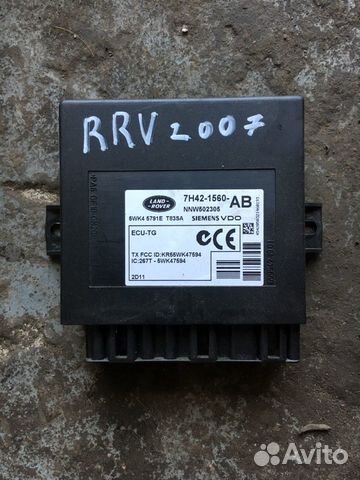 RRV 2007
LAND-
ROVER
7H42-1560-AB
NNW502305
5WK4 5791E T83SA SIEMENS VDO
ECU-TG
CE
TX FCC ID:KR55WK47594
IC:267T - 5WK47594
2D11
Avito